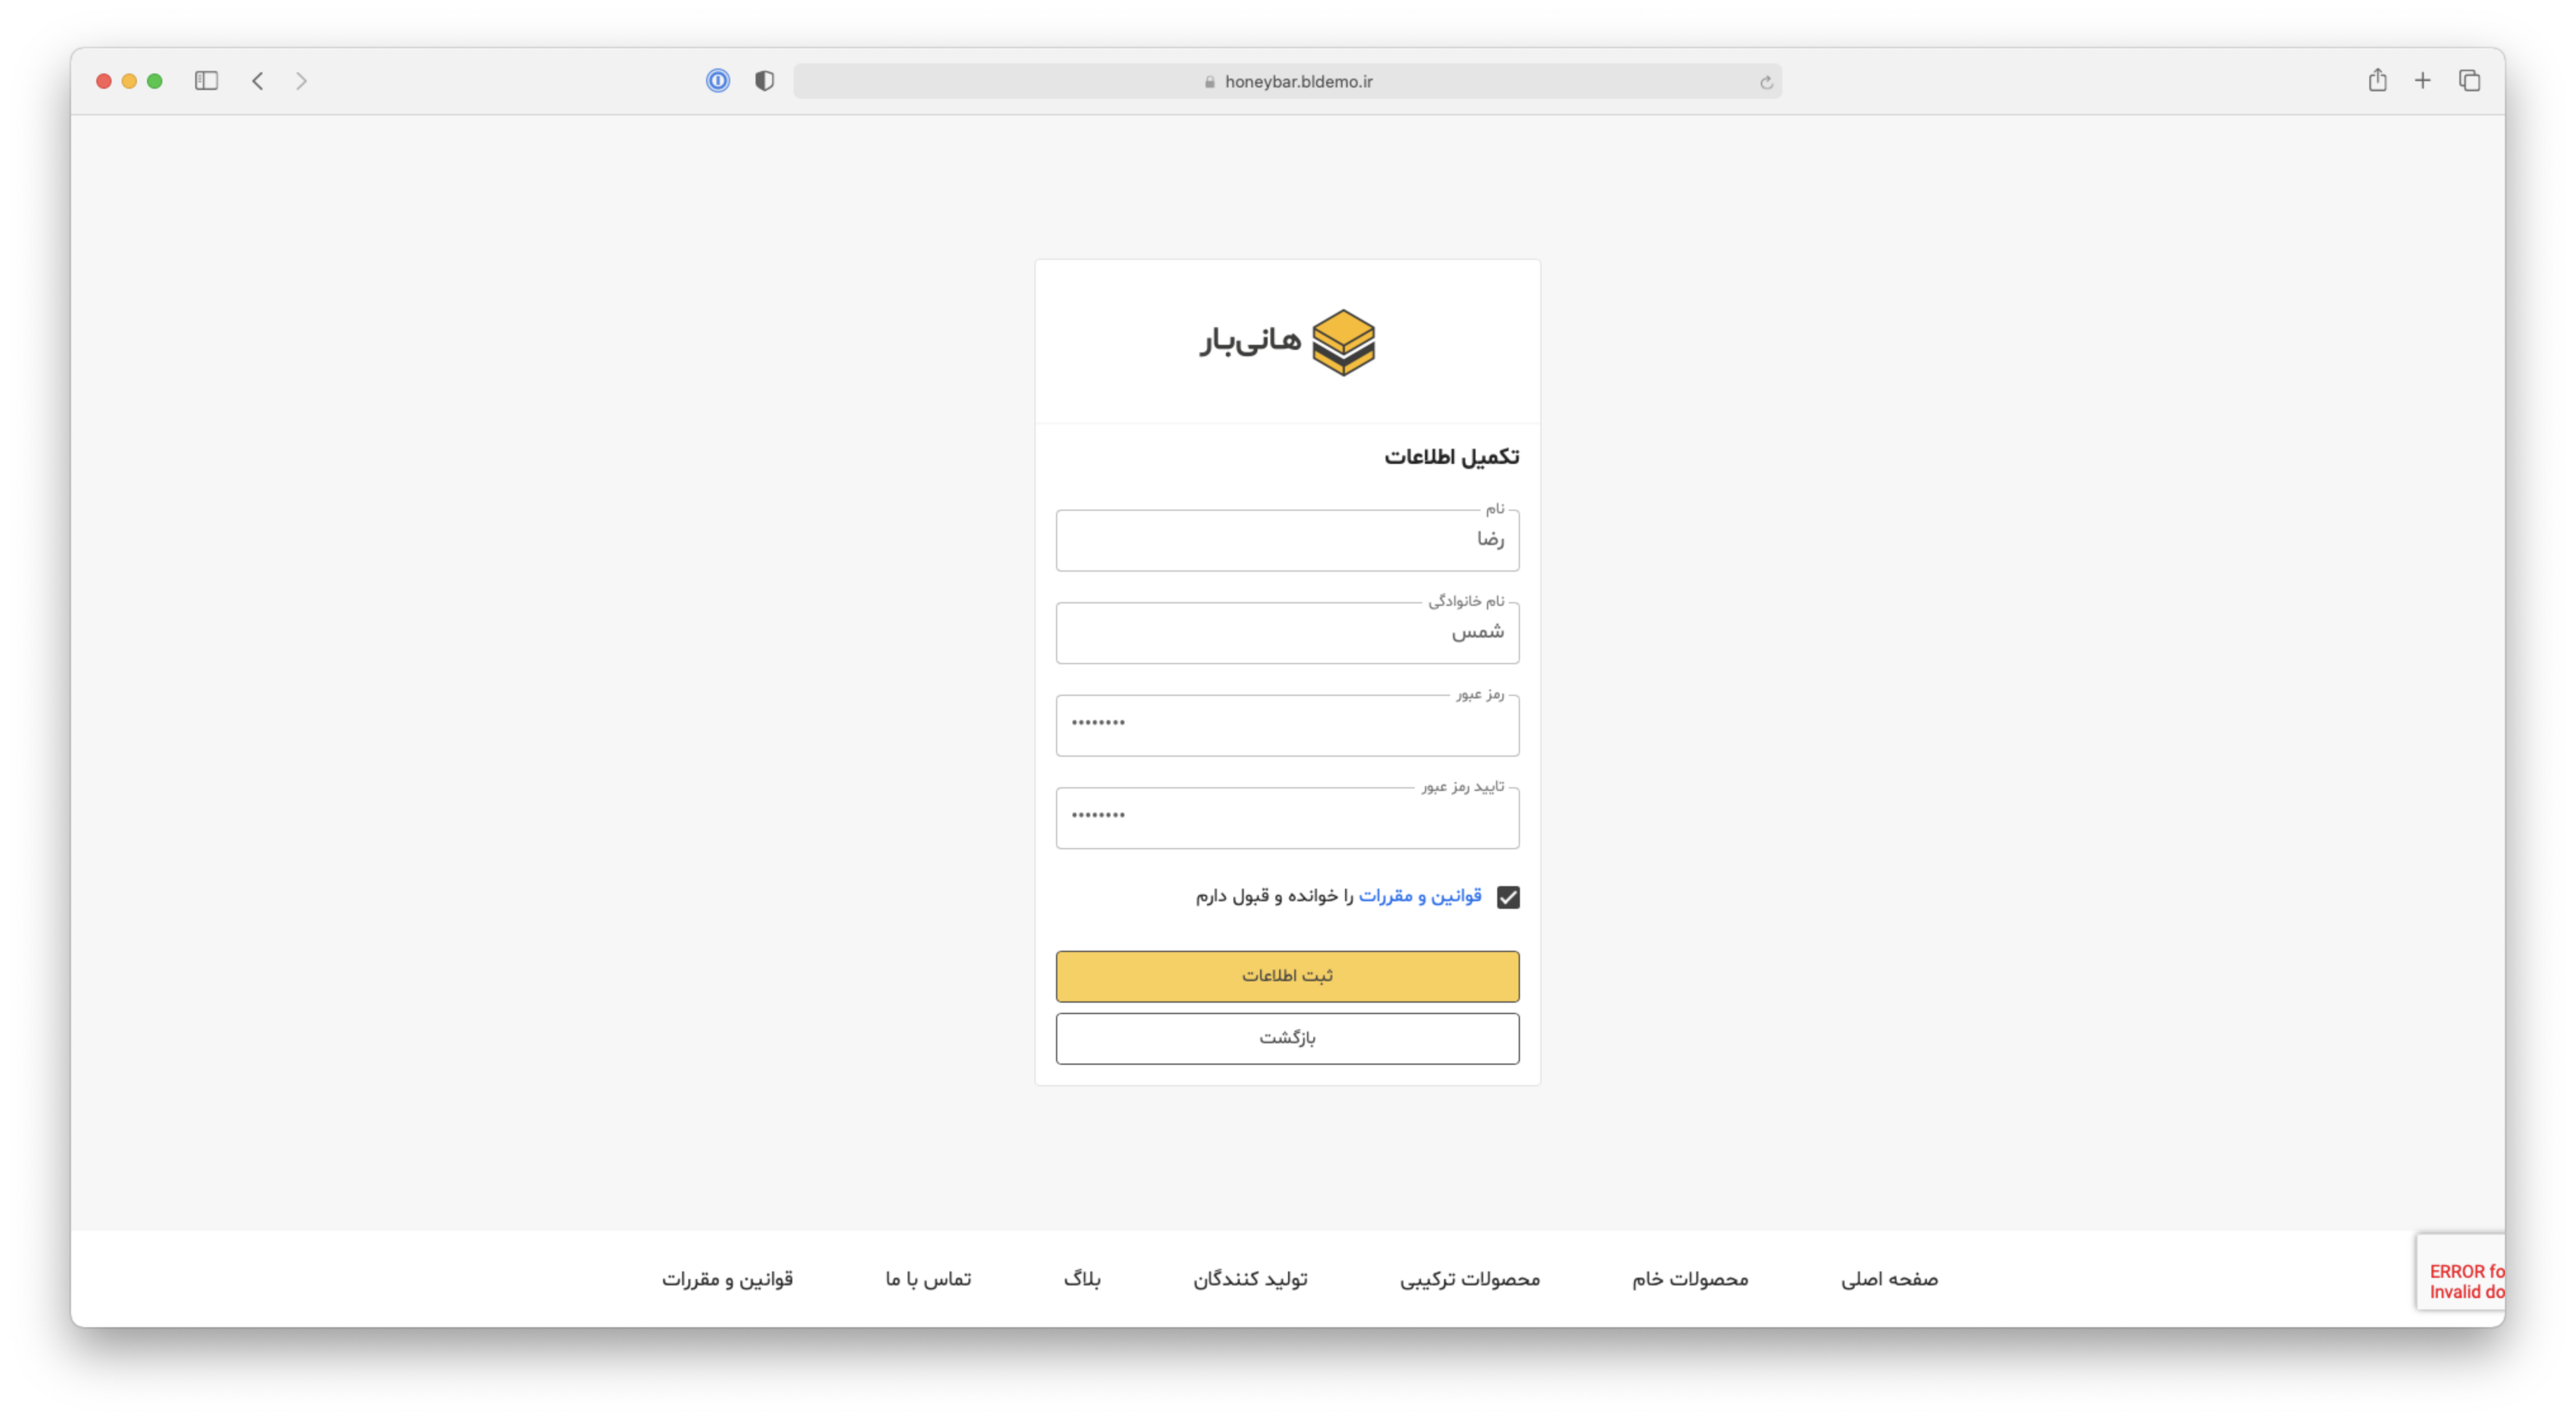 honeybar.bldemo.ir
هانی‌بار
تکمیل اطلاعات
نام
رضا
نام خانوادگی
شمس
رمز عبور
••••••••
تایید رمز عبور
••••••••
قوانین و مقررات را خوانده و قبول دارم
ثبت اطلاعات
بازگشت
صفحه اصلی محصولات خام محصولات ترکیبی تولید کنندگان بلاگ تماس با ما قوانین و مقررات
ERROR fo
Invalid do